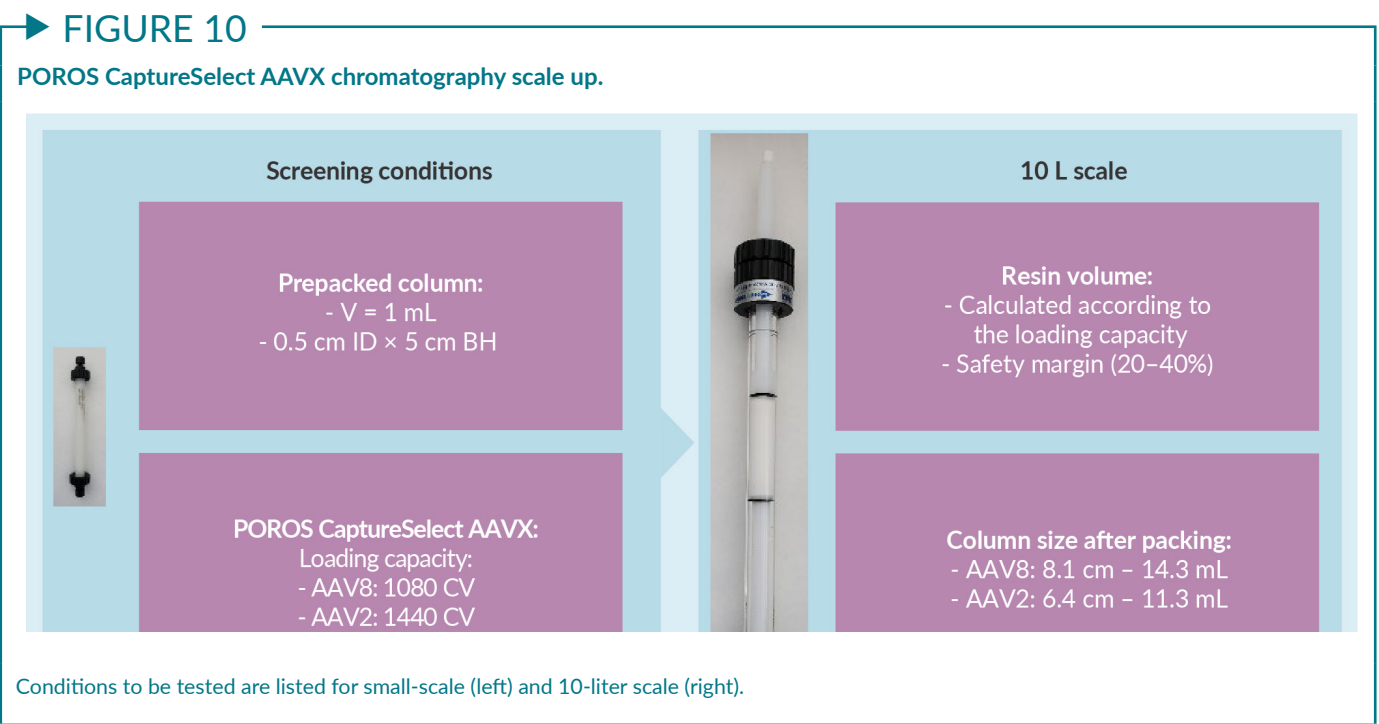 FIGURE 10
POROS CaptureSelect AAVX chromatography scale up.
Screening conditions
Prepacked column:
- V = 1 mL
- 0.5 cm ID × 5 cm BH
POROS CaptureSelect AAVX:
Loading capacity:
- AAV8: 1080 CV
- AAV2: 1440 CV
10 L scale
Resin volume:
- Calculated according to
the loading capacity
- Safety margin (20–40%)
Column size after packing:
- AAV8: 8.1 cm – 14.3 mL
- AAV2: 6.4 cm – 11.3 mL
Conditions to be tested are listed for small-scale (left) and 10-liter scale (right).